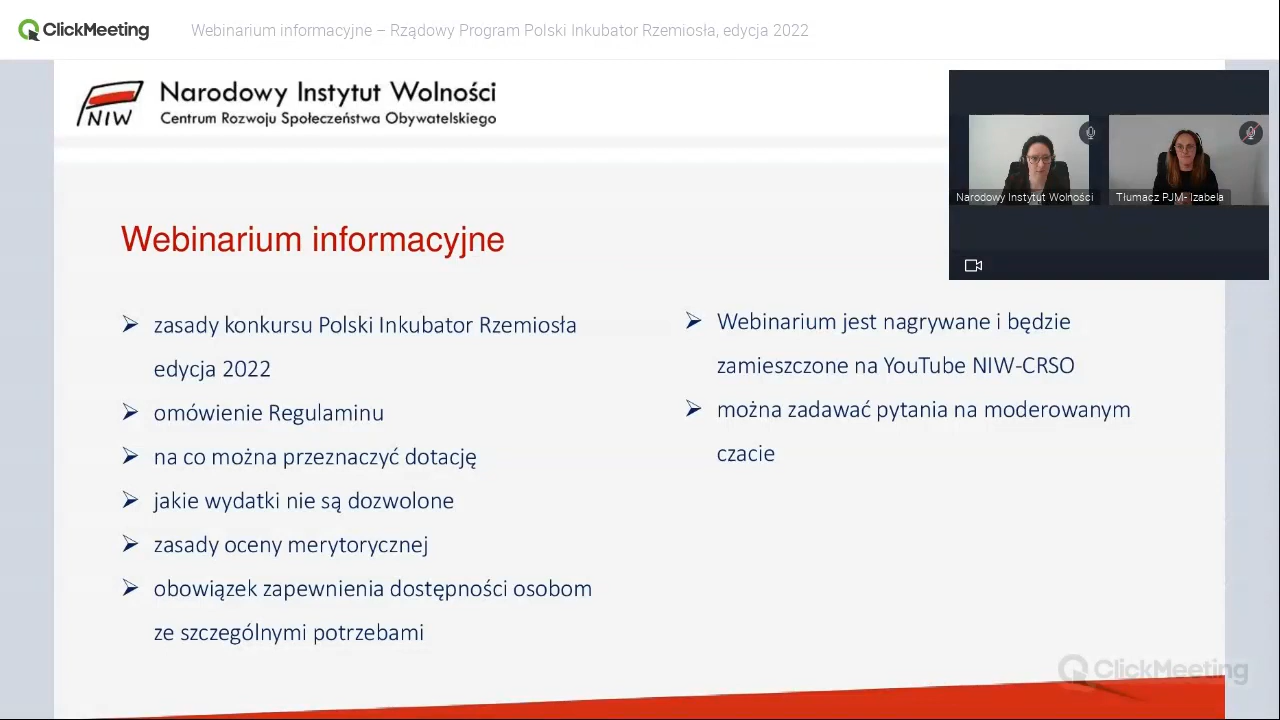 ClickMeeting
Webinarium informacyjne – Rządowy Program Polski Inkubator Rzemiosła, edycja 2022
NIW
Narodowy Instytut Wolności
Centrum Rozwoju Społeczeństwa Obywatelskiego
Narodowy Instytut Wolności
Tłumacz PJM- Izabela
Webinarium informacyjne
zasady konkursu Polski Inkubator Rzemiosła
edycja 2022
omówienie Regulaminu
na co można przeznaczyć dotację
jakie wydatki nie są dozwolone
zasady oceny merytorycznej
obowiązek zapewnienia dostępności osobom
ze szczególnymi potrzebami
Webinarium jest nagrywane i będzie
zamieszczone na YouTube NIW-CRSO
można zadawać pytania na moderowanym
czacie
ClickMeeting